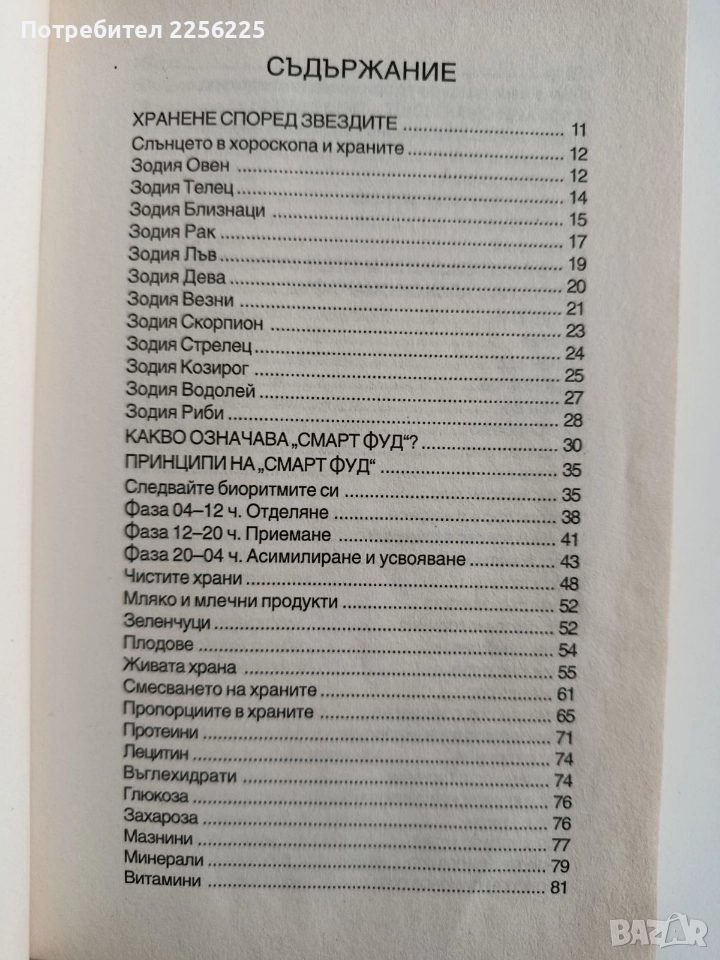 Потребител 2256225
СЪДЪРЖАНИЕ
ХРАНЕНЕ СПОРЕД ЗВЕЗДИТЕ ........ 11
Слънцето в хороскопа и храните ........ 12
Зодия Овен ........ 12
Зодия Телец ........ 14
Зодия Близнаци ........ 15
Зодия Рак ........ 17
Зодия Лъв ........ 19
Зодия Дева ........ 20
Зодия Везни ........ 21
Зодия Скорпион ........ 23
Зодия Стрелец ........ 24
Зодия Козирог ........ 25
Зодия Водолей ........ 27
Зодия Риби ........ 28
КАКВО ОЗНАЧАВА „СМАРТ ФУД“? ........ 30
ПРИНЦИПИ НА „СМАРТ ФУД“ ........ 35
Следвайте биоритмите си ........ 35
Фаза 04–12 ч. Отделяне ........ 38
Фаза 12–20 ч. Приемане ........ 41
Фаза 20–04 ч. Асимилиране и усвояване ........ 43
Чистите храни ........ 48
Мляко и млечни продукти ........ 52
Зеленчуци ........ 52
Плодове ........ 54
Живата храна ........ 55
Смесването на храните ........ 61
Пропорциите в храните ........ 65
Протеини ........ 71
Лецитин ........ 74
Въглехидрати ........ 74
Глюкоза ........ 76
Захароза ........ 76
Мазнини ........ 77
Минерали ........ 79
Витамини ........ 81
BAZAR